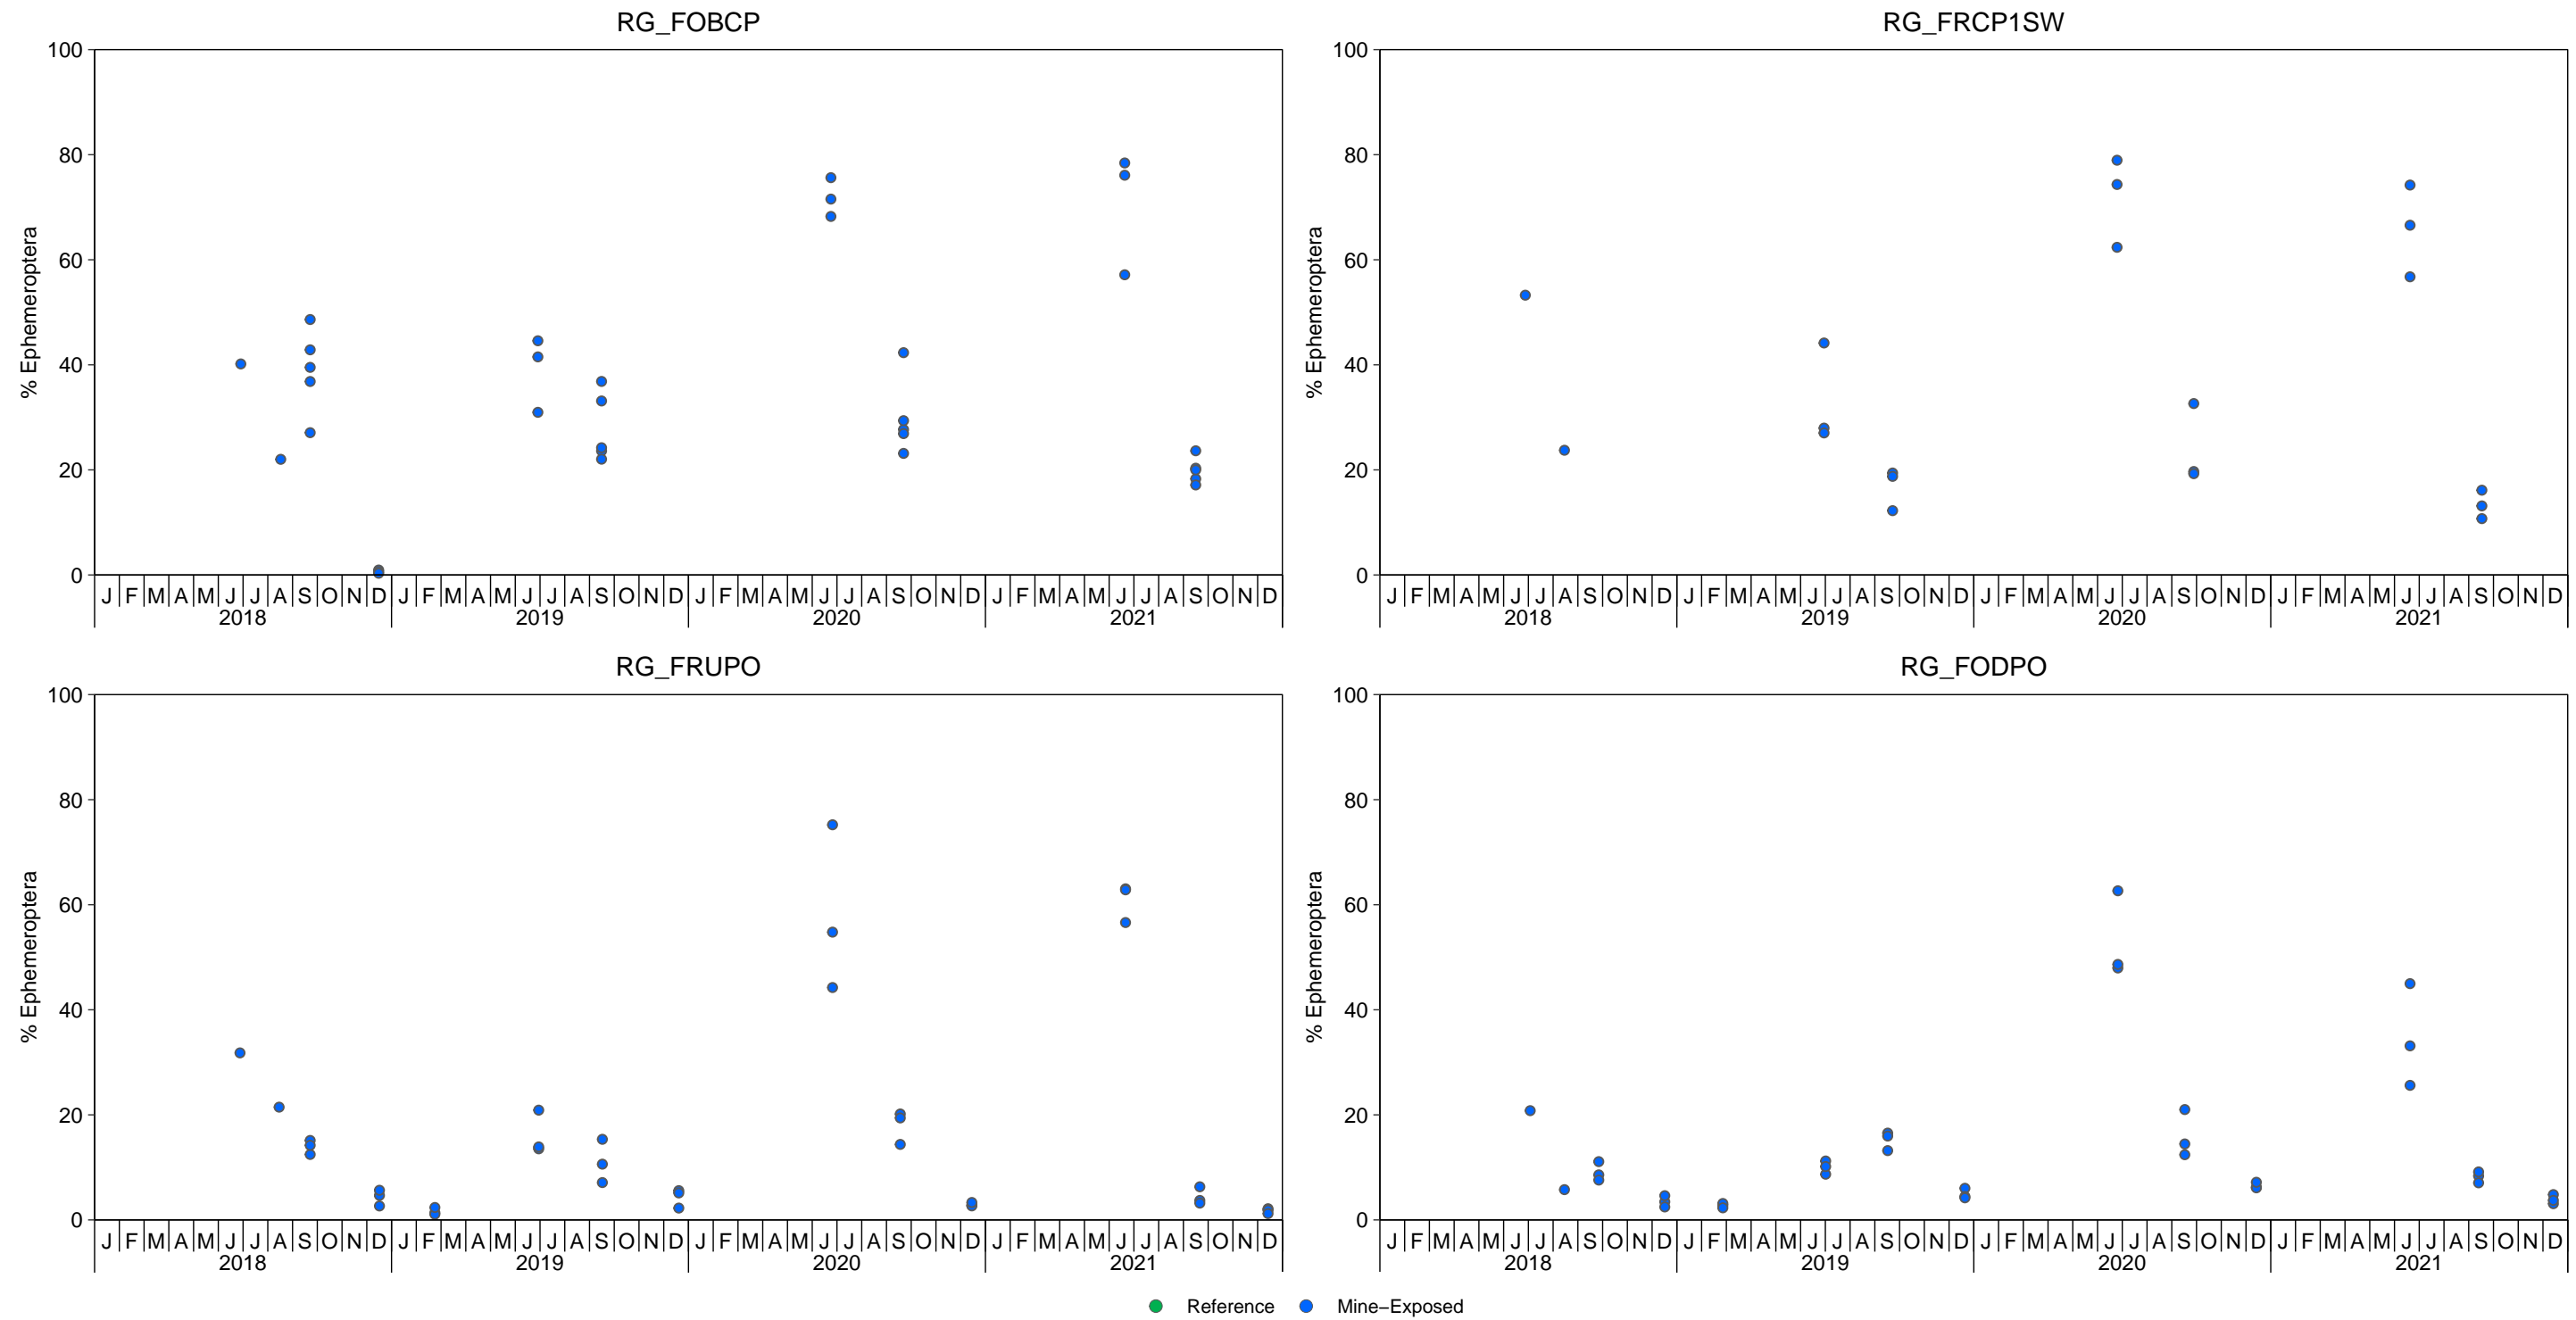 RG_FOBCP
RG_FRCP1SW
100
80
60
40
20
0
% Ephemeroptera
J F M A M J J A S O N D J F M A M J J A S O N D J F M A M J J A S O N D J F M A M J J A S O N D
2018 2019 2020 2021
100
80
60
40
20
0
% Ephemeroptera
J F M A M J J A S O N D J F M A M J J A S O N D J F M A M J J A S O N D J F M A M J J A S O N D
2018 2019 2020 2021
RG_FRUPO
RG_FODPO
100
80
60
40
20
0
% Ephemeroptera
J F M A M J J A S O N D J F M A M J J A S O N D J F M A M J J A S O N D J F M A M J J A S O N D
2018 2019 2020 2021
100
80
60
40
20
0
% Ephemeroptera
J F M A M J J A S O N D J F M A M J J A S O N D J F M A M J J A S O N D J F M A M J J A S O N D
2018 2019 2020 2021
Reference Mine−Exposed